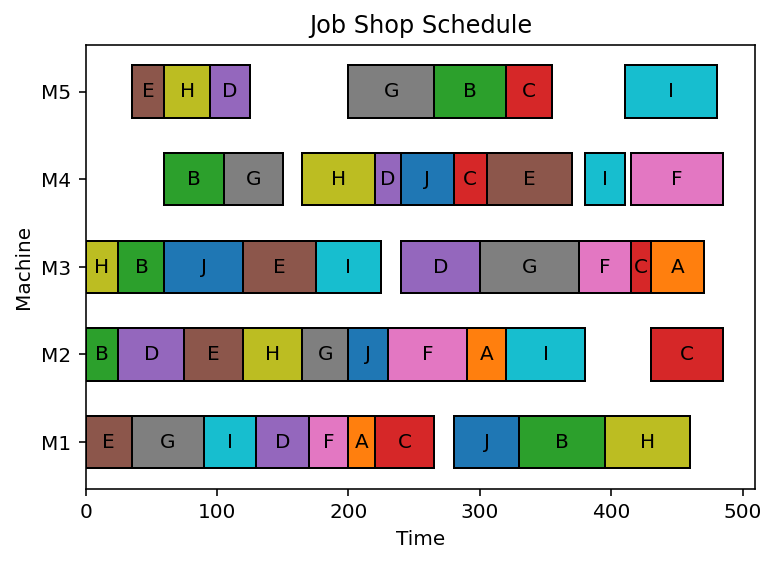 Job Shop Schedule
M5 E H D G B C I
M4 B G H D J C E I F
M3 H B J E I D G F C A
M2 B D E H G J F A I C
M1 E G I D F A C J B H
0 100 200 300 400 500
Time
Machine